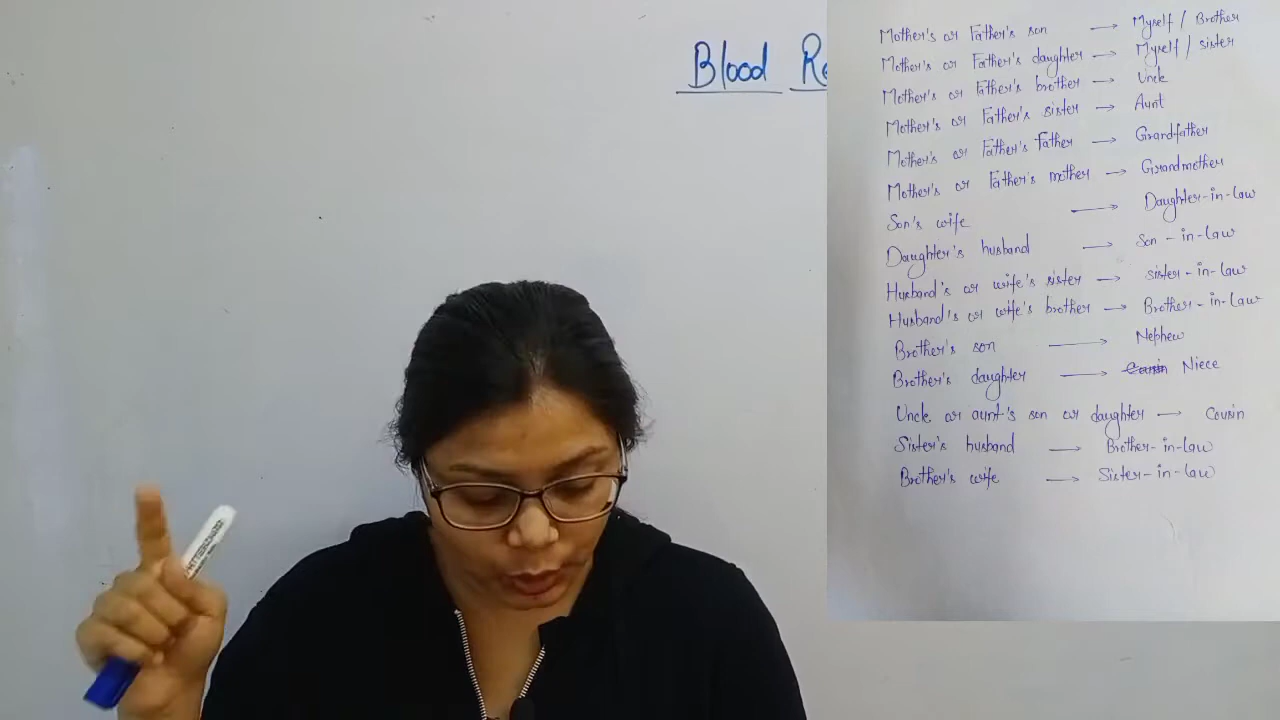 Blood Re
Mother's or Father's son → Myself / Brother
Mother's or Father's daughter → Myself / sister
Mother's or Father's brother → Uncle
Mother's or Father's sister → Aunt
Mother's or Father's Father → Grandfather
Mother's or Father's mother → Grandmother
Son's wife → Daughter-in-law
Daughter's husband → Son-in-law
Husband's or wife's sister → sister-in-law
Husband's or wife's brother → Brother-in-law
Brother's son → Nephew
Brother's daughter → Niece
Uncle or aunt's son or daughter → Cousin
Sister's husband → Brother-in-law
Brother's wife → Sister-in-law